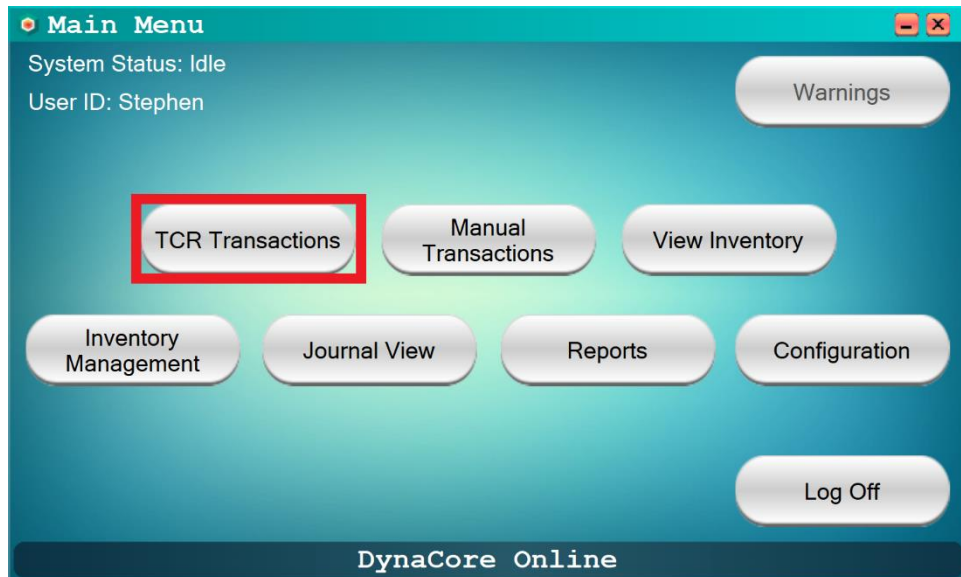 Main Menu
System Status: Idle
User ID: Stephen
Warnings
TCR Transactions
Manual
Transactions
View Inventory
Inventory
Management
Journal View
Reports
Configuration
Log Off
DynaCore Online